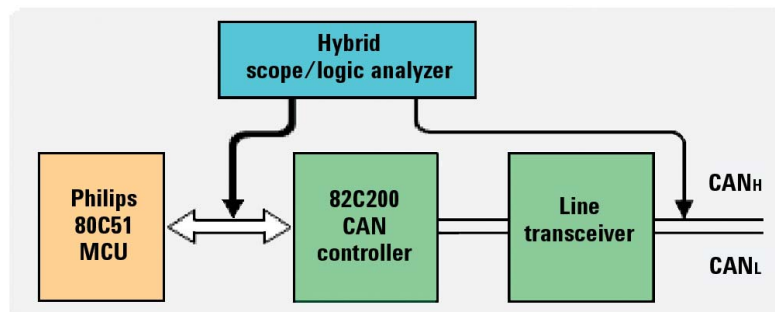 Hybrid
scope/logic analyzer
Philips
80C51
MCU
82C200
CAN
controller
Line
transceiver
CANH
CANL